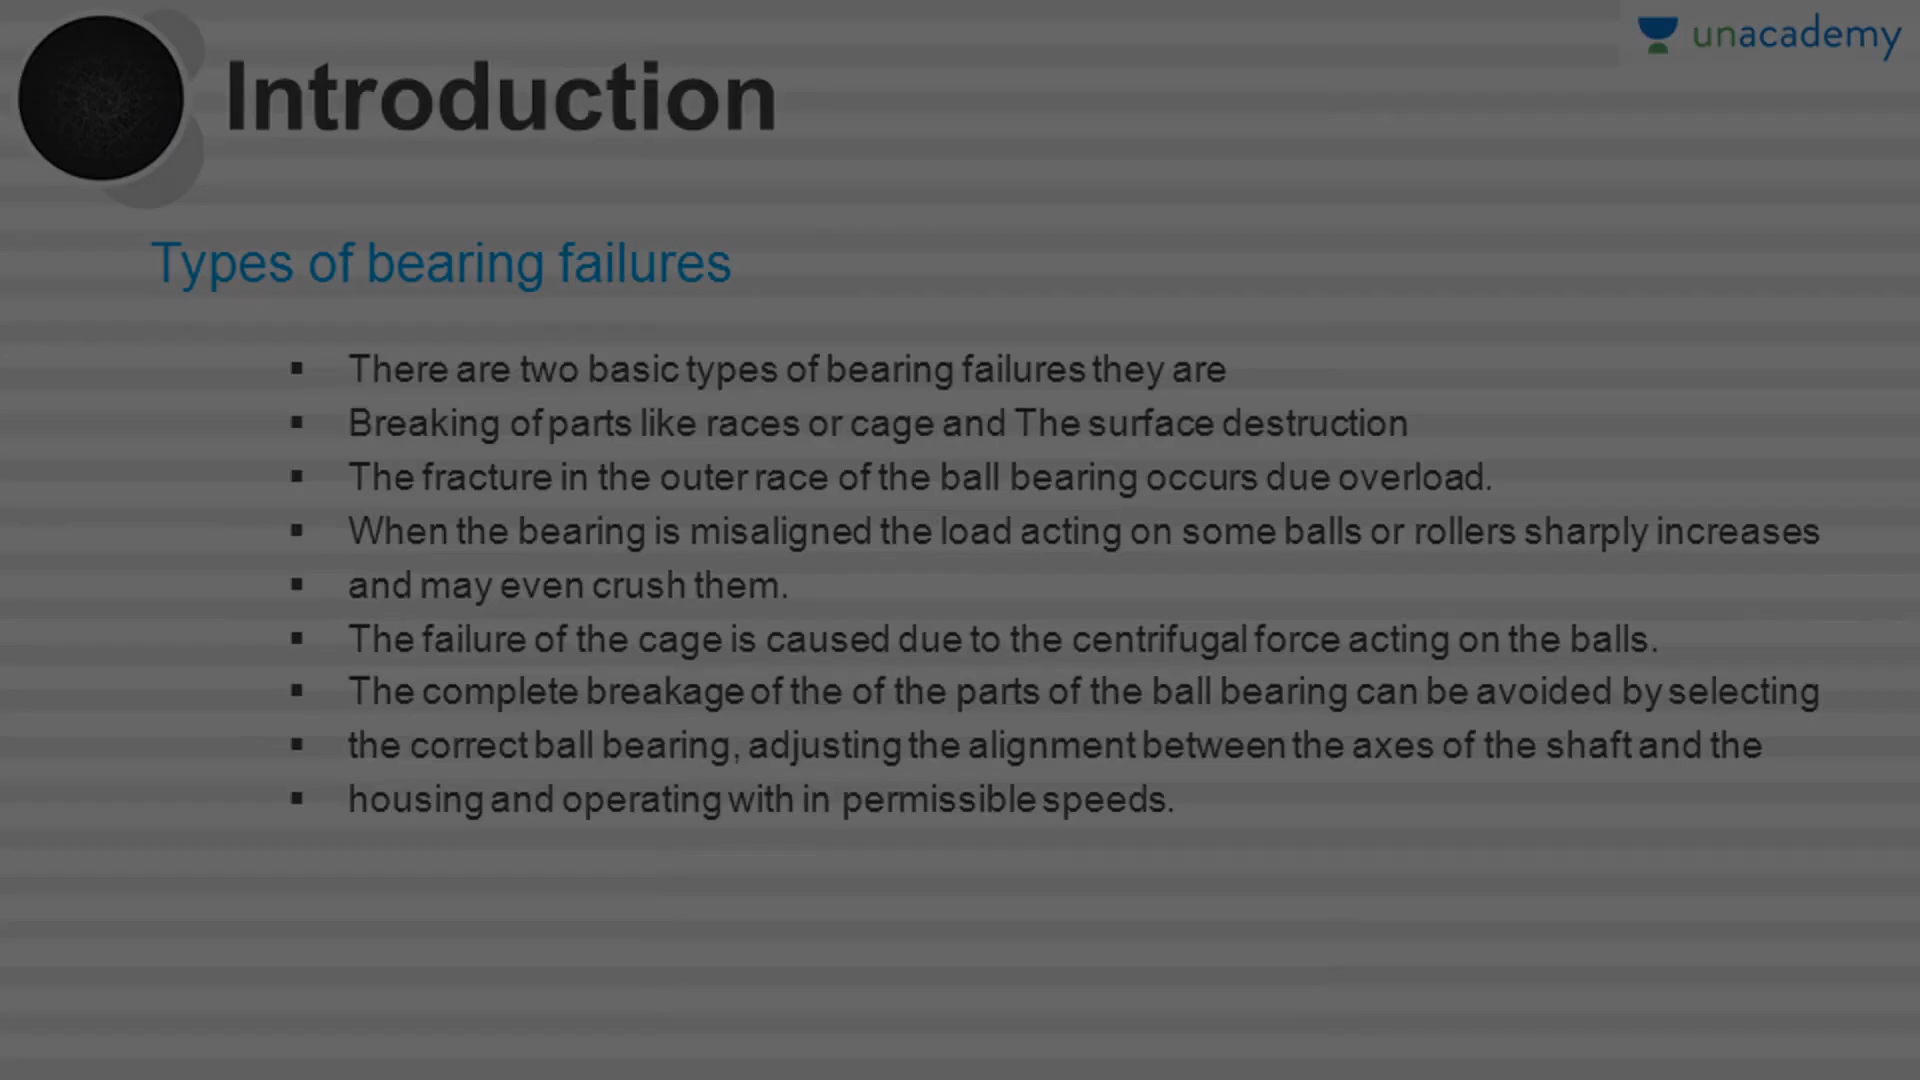 unacademy
Introduction
Types of bearing failures
▪ There are two basic types of bearing failures they are
▪ Breaking of parts like races or cage and The surface destruction
▪ The fracture in the outer race of the ball bearing occurs due overload.
▪ When the bearing is misaligned the load acting on some balls or rollers sharply increases
▪ and may even crush them.
▪ The failure of the cage is caused due to the centrifugal force acting on the balls.
▪ The complete breakage of the of the parts of the ball bearing can be avoided by selecting
▪ the correct ball bearing, adjusting the alignment between the axes of the shaft and the
▪ housing and operating with in permissible speeds.